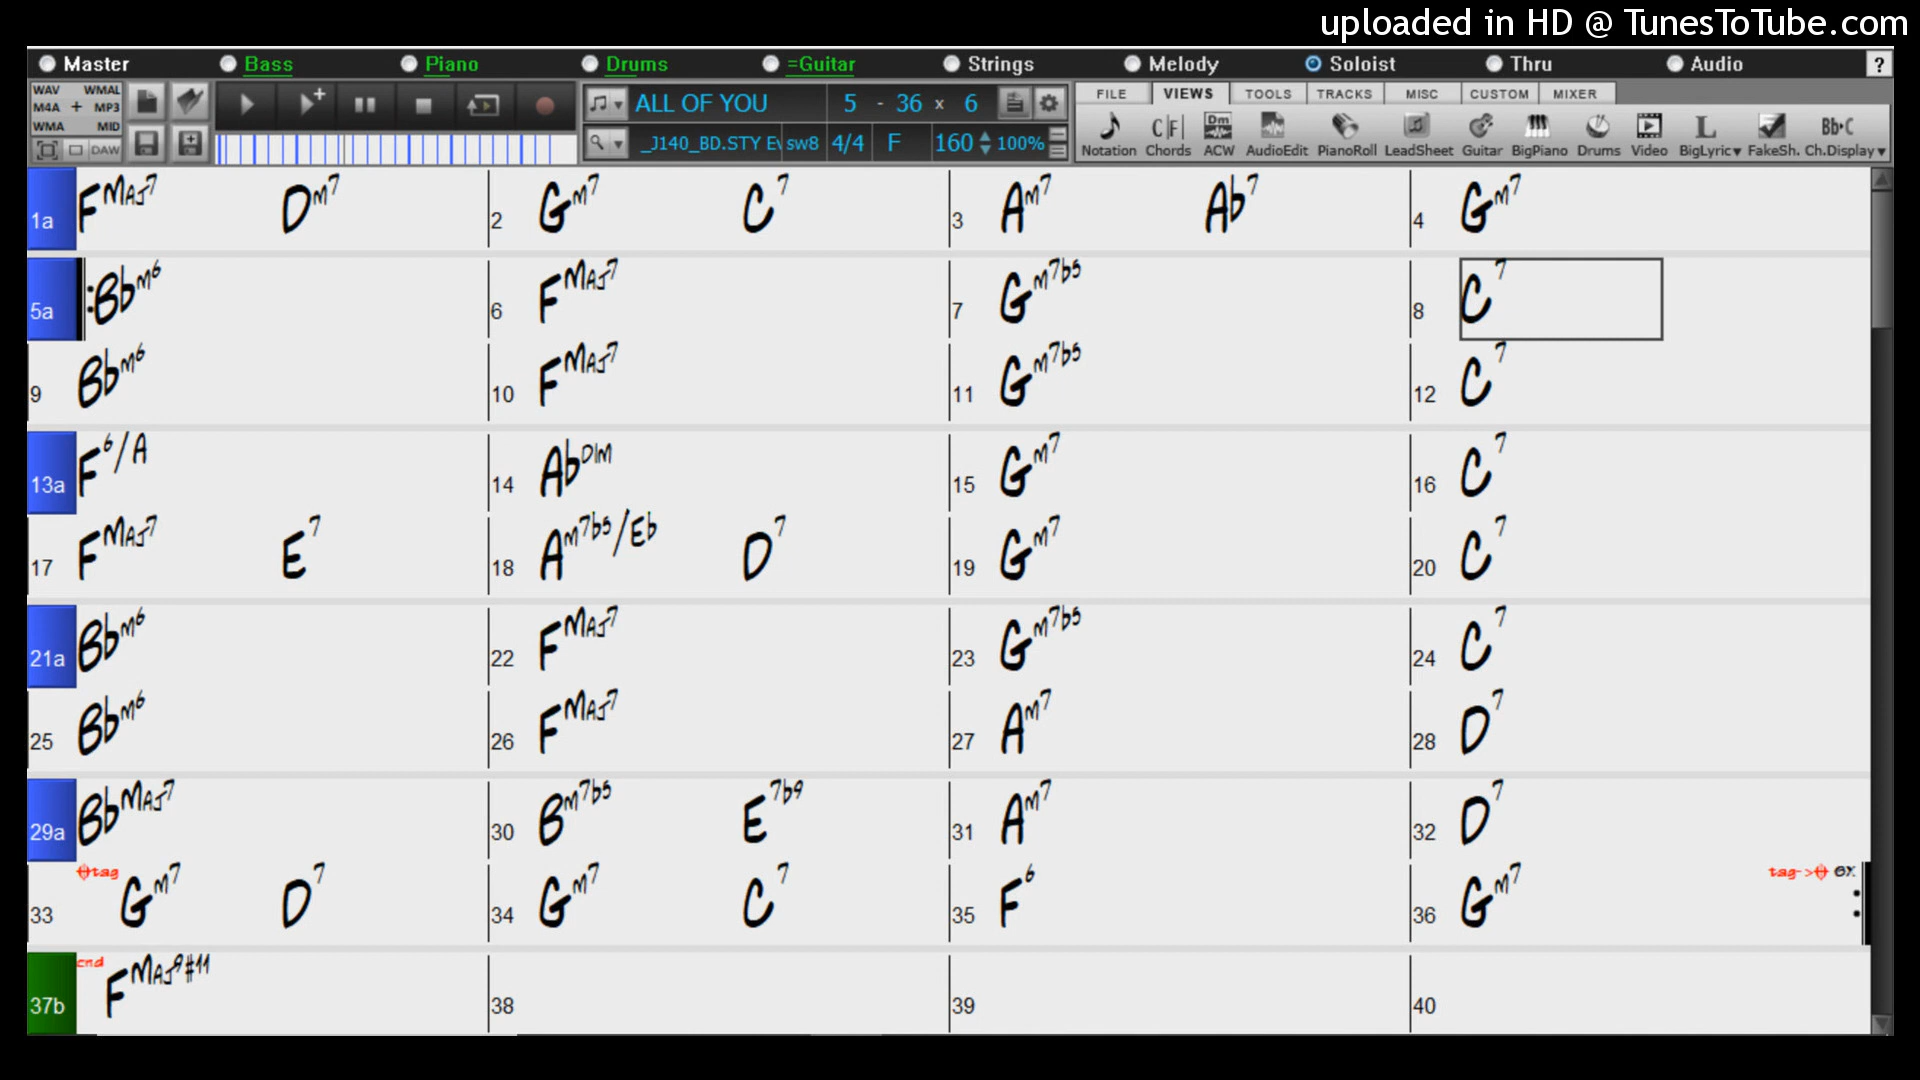 uploaded in HD @ TunesToTube.com
Master Bass Piano Drums =Guitar Strings Melody Soloist Thru Audio ?
WAV WMAL
M4A + MP3
WMA MID
DAW
ALL OF YOU 5 - 36 x 6
_J140_BD.STY Ev sw8 4/4 F 160 100%
FILE VIEWS TOOLS TRACKS MISC CUSTOM MIXER
Notation Chords ACW AudioEdit PianoRoll LeadSheet Guitar BigPiano Drums Video BigLyric FakeSh. Ch.Display
1a FMAJ7 Dm7 2 Gm7 C7 3 Am7 Ab7 4 Gm7
5a :Bbm6 6 FMAJ7 7 Gm7b5 8 C7
9 Bbm6 10 FMAJ7 11 Gm7b5 12 C7
13a F6/A 14 AbDIM 15 Gm7 16 C7
17 FMAJ7 E7 18 Am7b5/Eb D7 19 Gm7 20 C7
21a Bbm6 22 FMAJ7 23 Gm7b5 24 C7
25 Bbm6 26 FMAJ7 27 Am7 28 D7
29a BbMAJ7 30 Bm7b5 E7b9 31 Am7 32 D7
tag tag-> 6x
33 Gm7 D7 34 Gm7 C7 35 F6 36 Gm7 :
end
37b FMAJ9#11 38 39 40